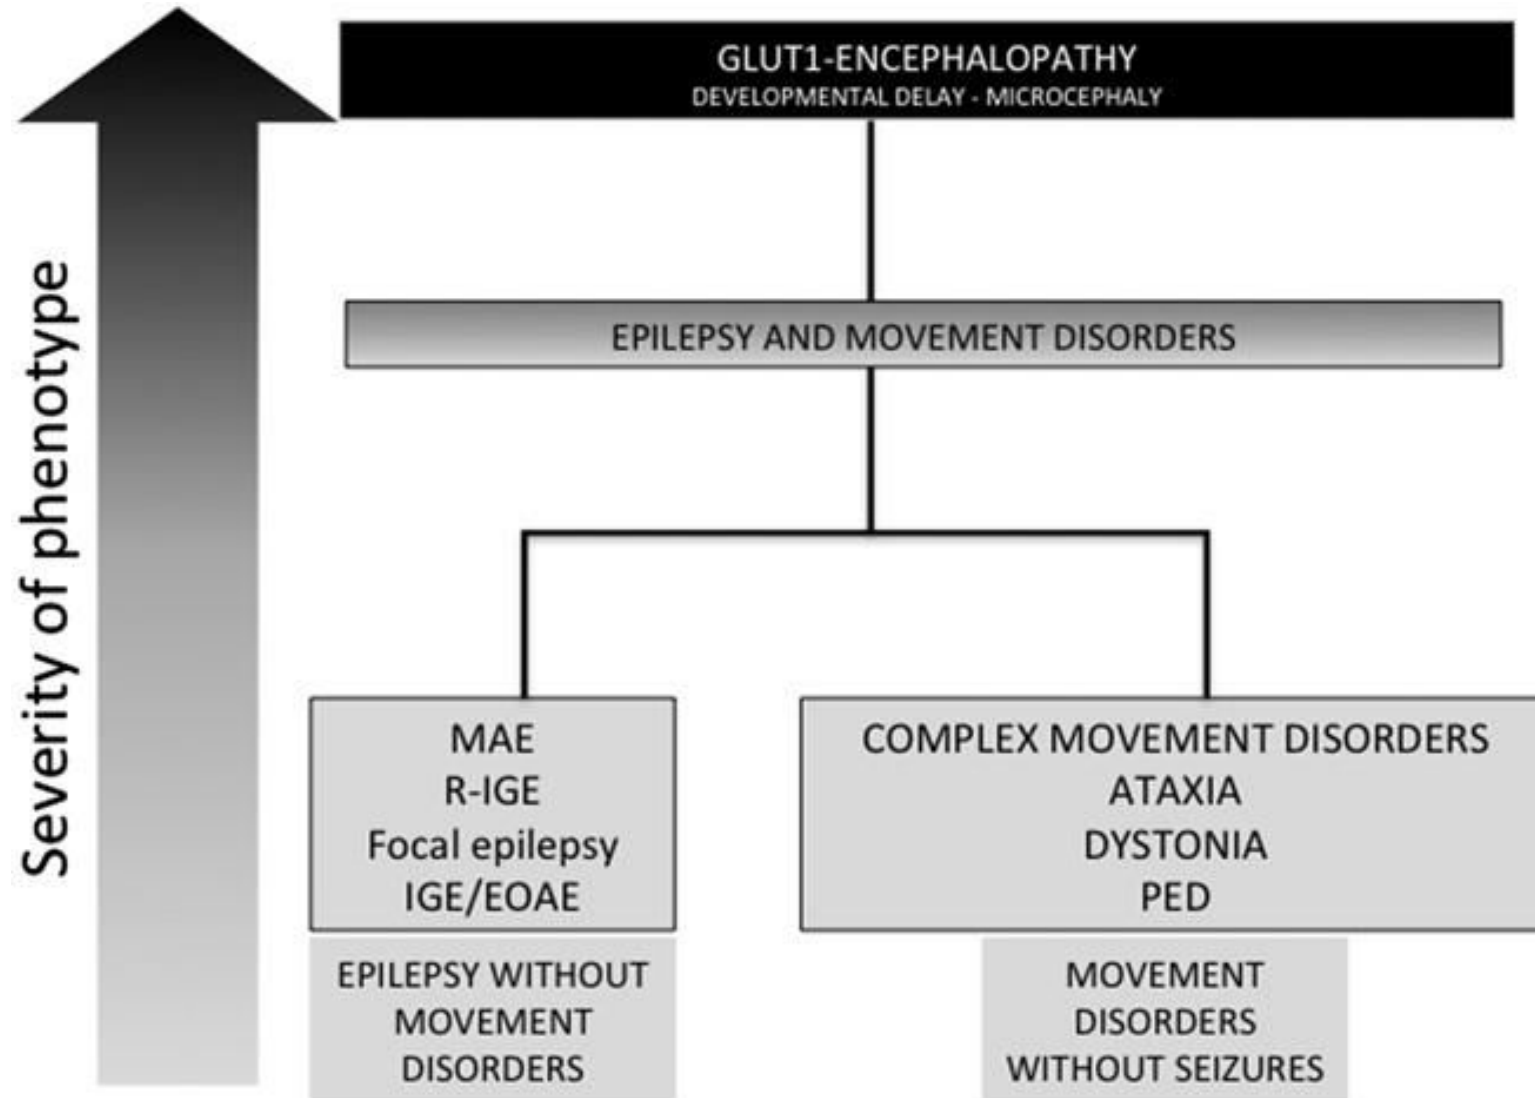 Severity of phenotype
GLUT1-ENCEPHALOPATHY
DEVELOPMENTAL DELAY - MICROCEPHALY
EPILEPSY AND MOVEMENT DISORDERS
MAE
R-IGE
Focal epilepsy
IGE/EOAE
EPILEPSY WITHOUT
MOVEMENT
DISORDERS
COMPLEX MOVEMENT DISORDERS
ATAXIA
DYSTONIA
PED
MOVEMENT
DISORDERS
WITHOUT SEIZURES